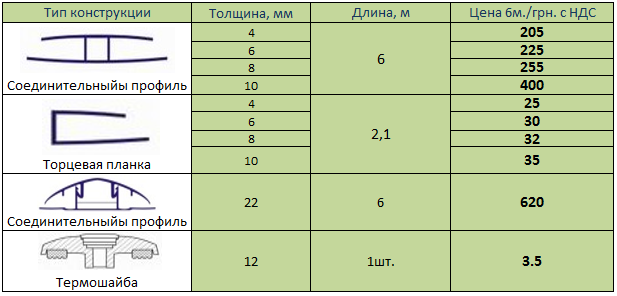 Тип конструкции Толщина, мм Длина, м Цена 6м./грн. с НДС
Соединительныйы профиль
4 205
6 225
8 255
10 400
6
Торцевая планка
4 25
6 30
8 32
10 35
2,1
Соединительныйы профиль 22 6 620
Термошайба 12 1шт. 3.5